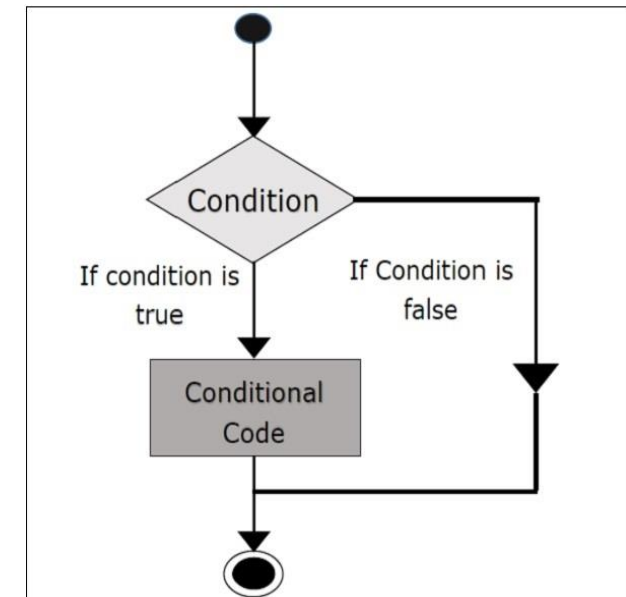 Condition
If condition is
true
If Condition is
false
Conditional
Code